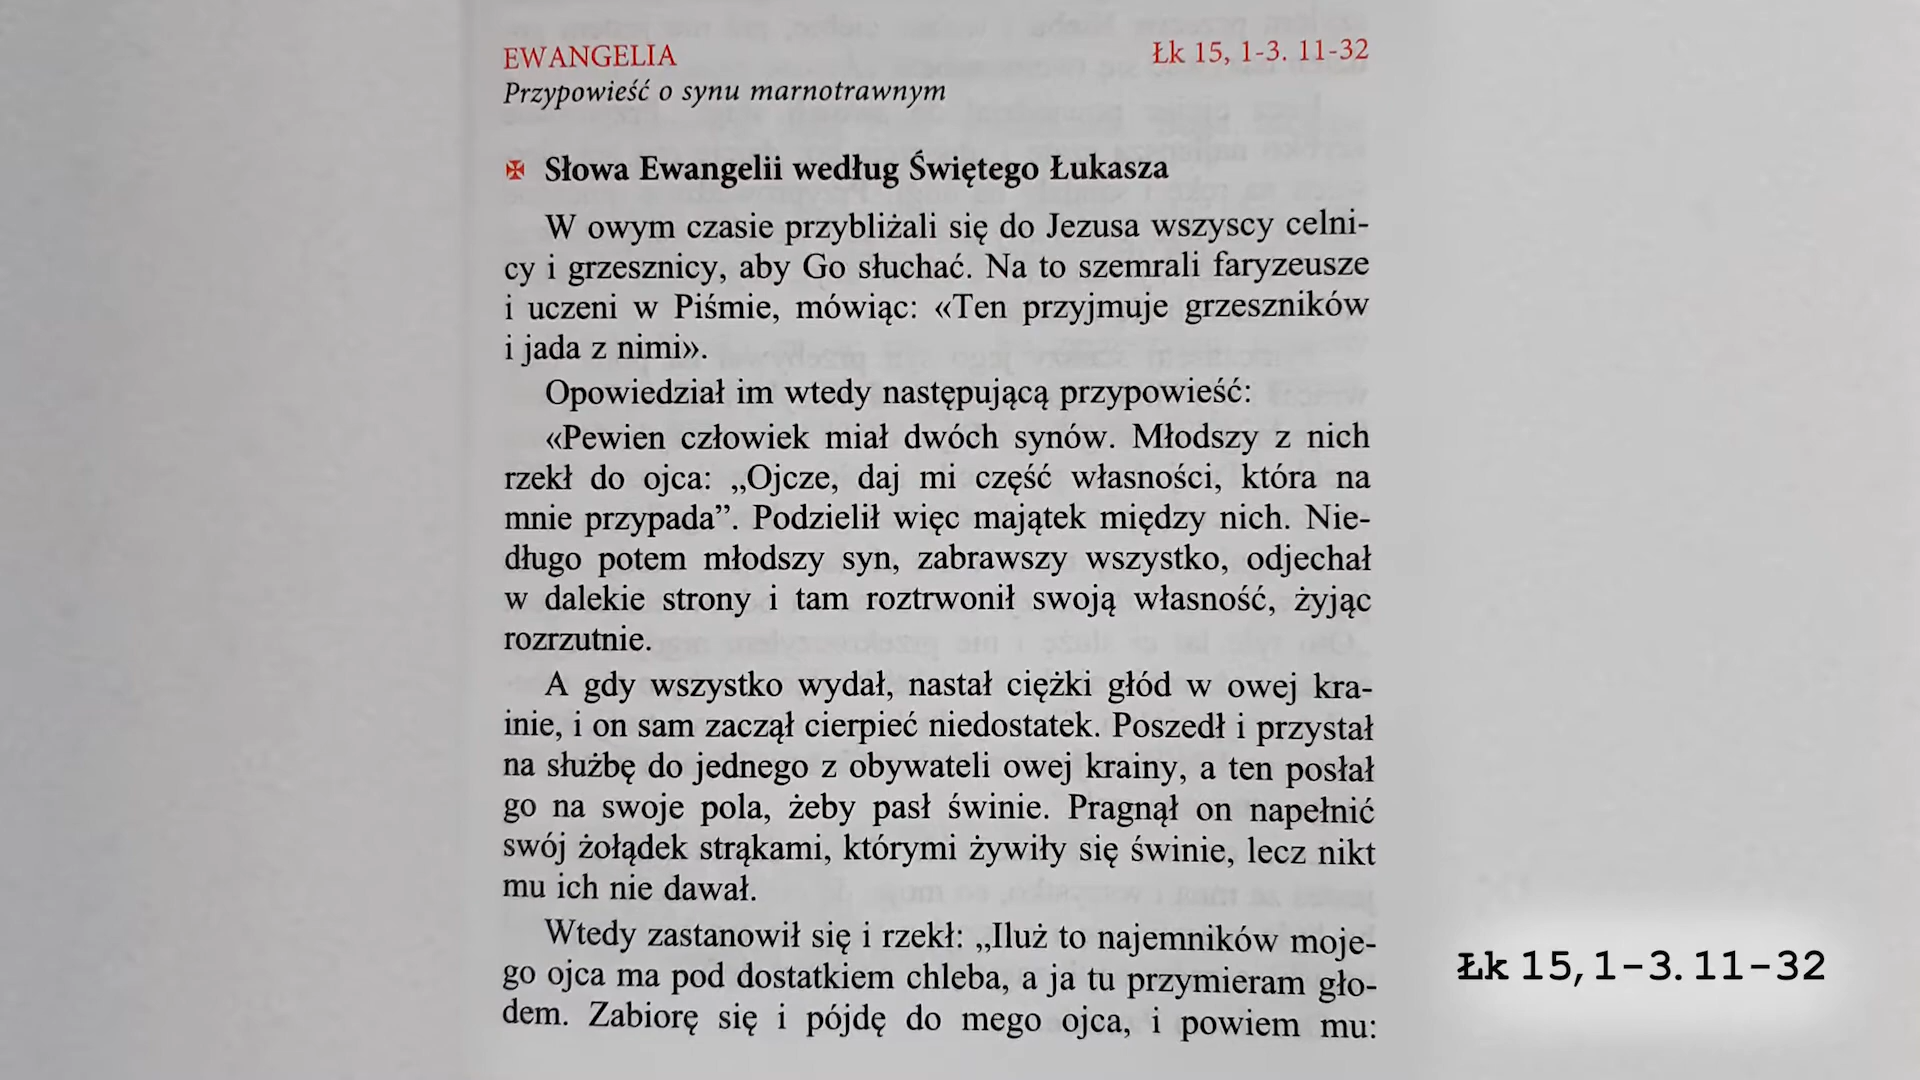 EWANGELIA Łk 15, 1-3. 11-32
Przypowieść o synu marnotrawnym
✠ Słowa Ewangelii według Świętego Łukasza
W owym czasie przybliżali się do Jezusa wszyscy celni-
cy i grzesznicy, aby Go słuchać. Na to szemrali faryzeusze
i uczeni w Piśmie, mówiąc: «Ten przyjmuje grzeszników
i jada z nimi».
Opowiedział im wtedy następującą przypowieść:
«Pewien człowiek miał dwóch synów. Młodszy z nich
rzekł do ojca: „Ojcze, daj mi część własności, która na
mnie przypada”. Podzielił więc majątek między nich. Nie-
długo potem młodszy syn, zabrawszy wszystko, odjechał
w dalekie strony i tam roztrwonił swoją własność, żyjąc
rozrzutnie.
A gdy wszystko wydał, nastał ciężki głód w owej kra-
inie, i on sam zaczął cierpieć niedostatek. Poszedł i przystał
na służbę do jednego z obywateli owej krainy, a ten posłał
go na swoje pola, żeby pasł świnie. Pragnął on napełnić
swój żołądek strąkami, którymi żywiły się świnie, lecz nikt
mu ich nie dawał.
Wtedy zastanowił się i rzekł: „Iluż to najemników moje-
go ojca ma pod dostatkiem chleba, a ja tu przymieram gło-
dem. Zabiorę się i pójdę do mego ojca, i powiem mu:
Łk 15, 1-3. 11-32